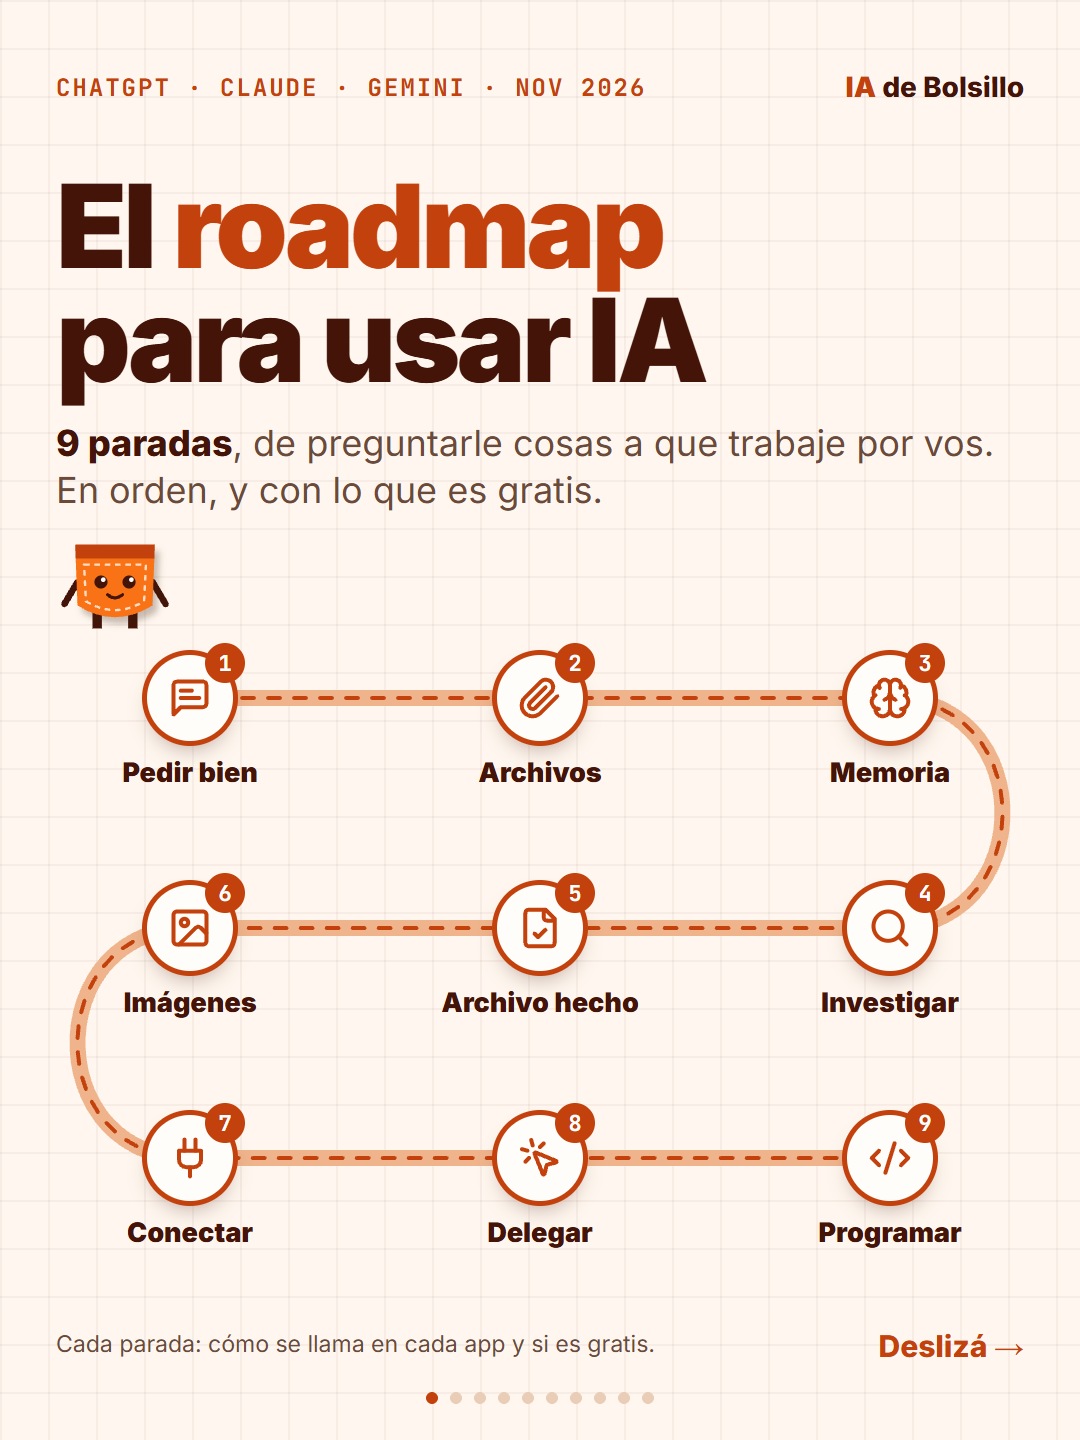 CHATGPT · CLAUDE · GEMINI · NOV 2026
IA de Bolsillo
El roadmap
para usar IA
9 paradas, de preguntarle cosas a que trabaje por vos.
En orden, y con lo que es gratis.
1
2
3
Pedir bien
Archivos
Memoria
6
5
4
Imágenes
Archivo hecho
Investigar
7
8
9
Conectar
Delegar
Programar
Cada parada: cómo se llama en cada app y si es gratis.
Deslizá →